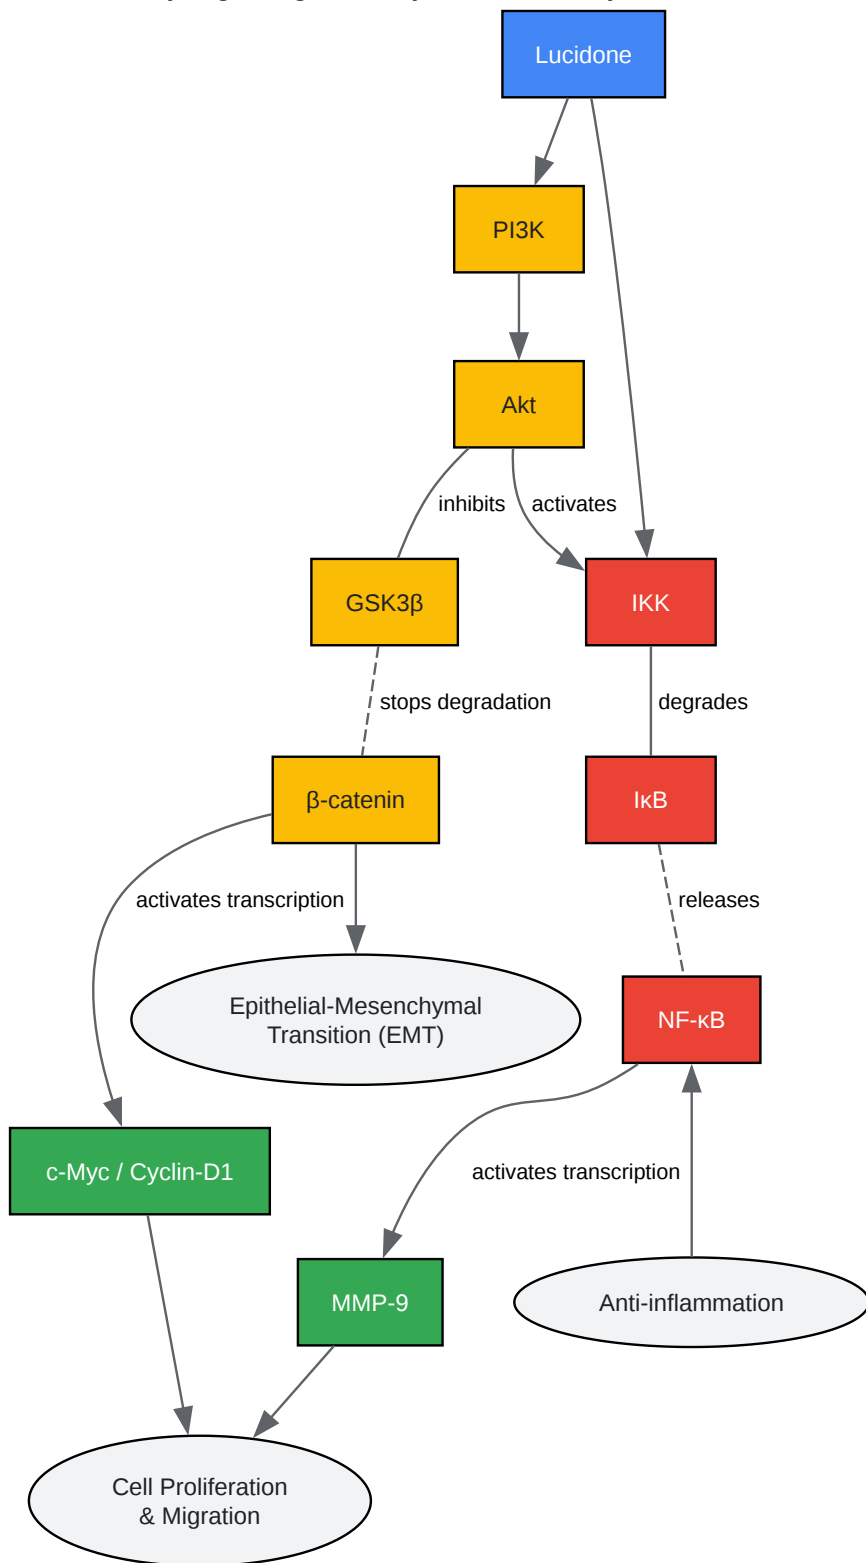 Lucidone
PI3K
Akt
inhibits
activates
GSK3β
IKK
stops degradation
degrades
β-catenin
IκB
activates transcription
releases
Epithelial-Mesenchymal
Transition (EMT)
NF-κB
c-Myc / Cyclin-D1
activates transcription
MMP-9
Anti-inflammation
Cell Proliferation
& Migration